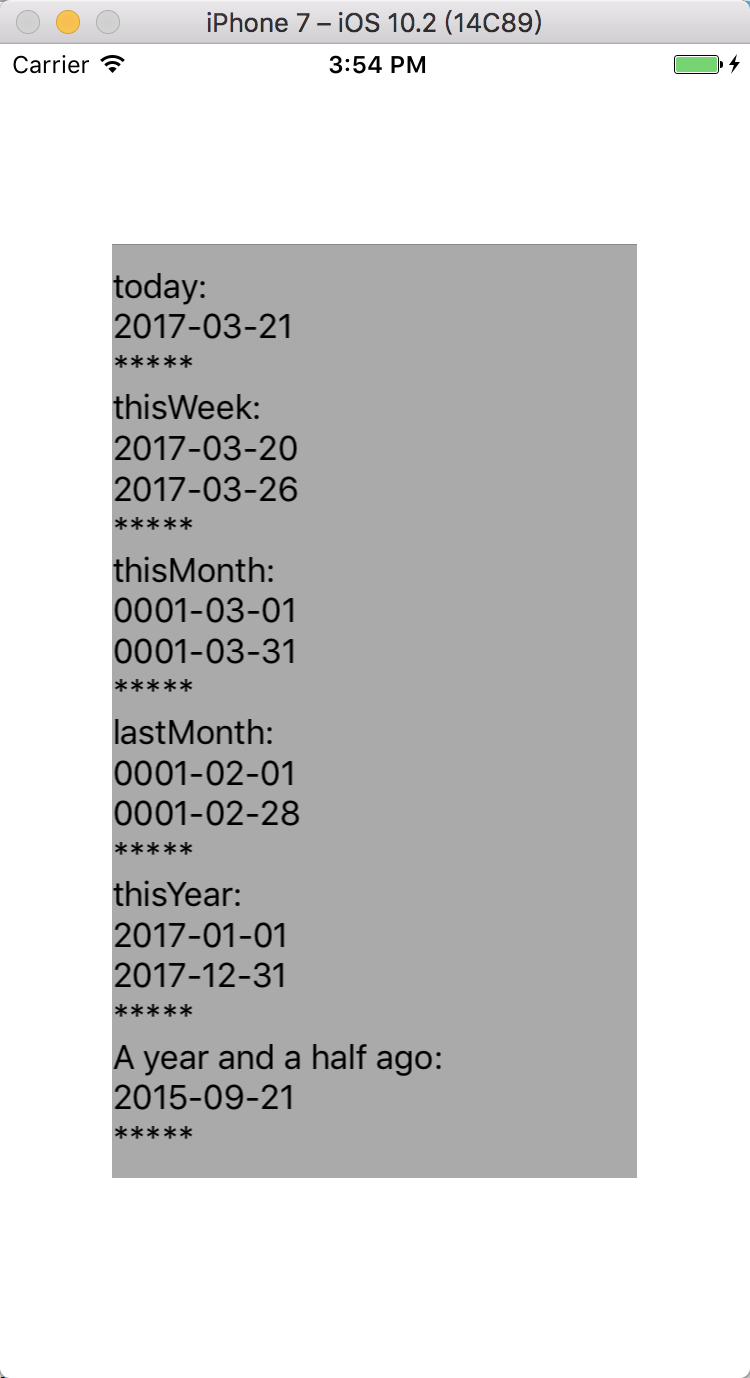 iPhone 7 – iOS 10.2 (14C89)
Carrier 3:54 PM
today:
2017-03-21
*****
thisWeek:
2017-03-20
2017-03-26
*****
thisMonth:
0001-03-01
0001-03-31
*****
lastMonth:
0001-02-01
0001-02-28
*****
thisYear:
2017-01-01
2017-12-31
*****
A year and a half ago:
2015-09-21
*****